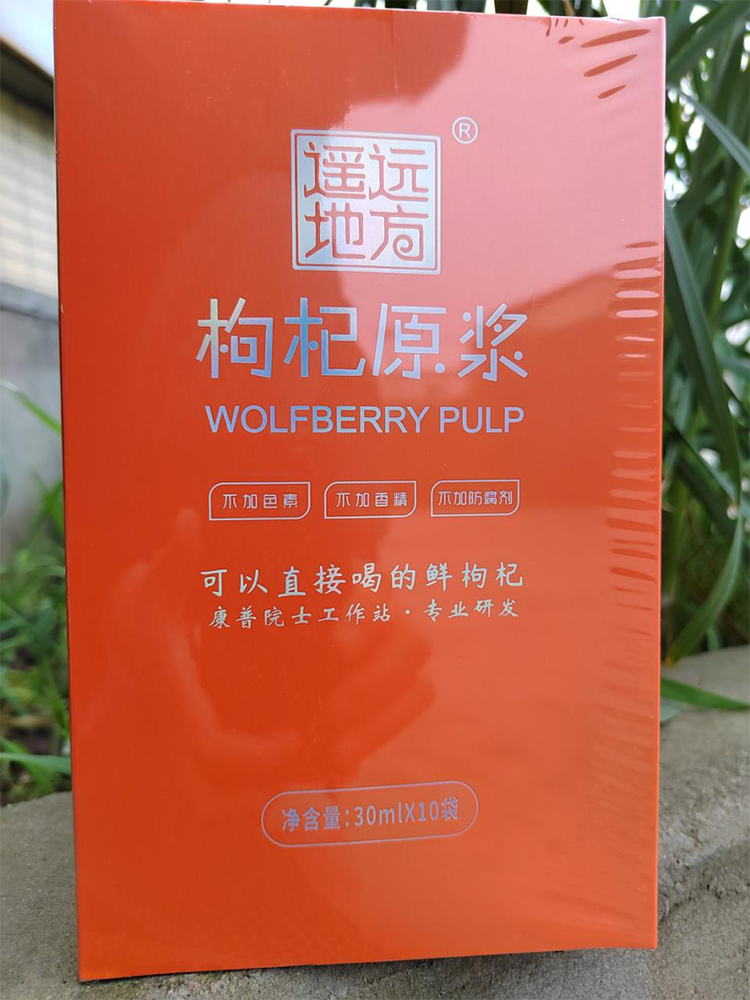 遥远
地方
®
枸杞原浆
WOLFBERRY PULP
不加色素 不加香精 不加防腐剂
可以直接喝的鲜枸杞
康普院士工作站·专业研发
净含量:30mlX10袋